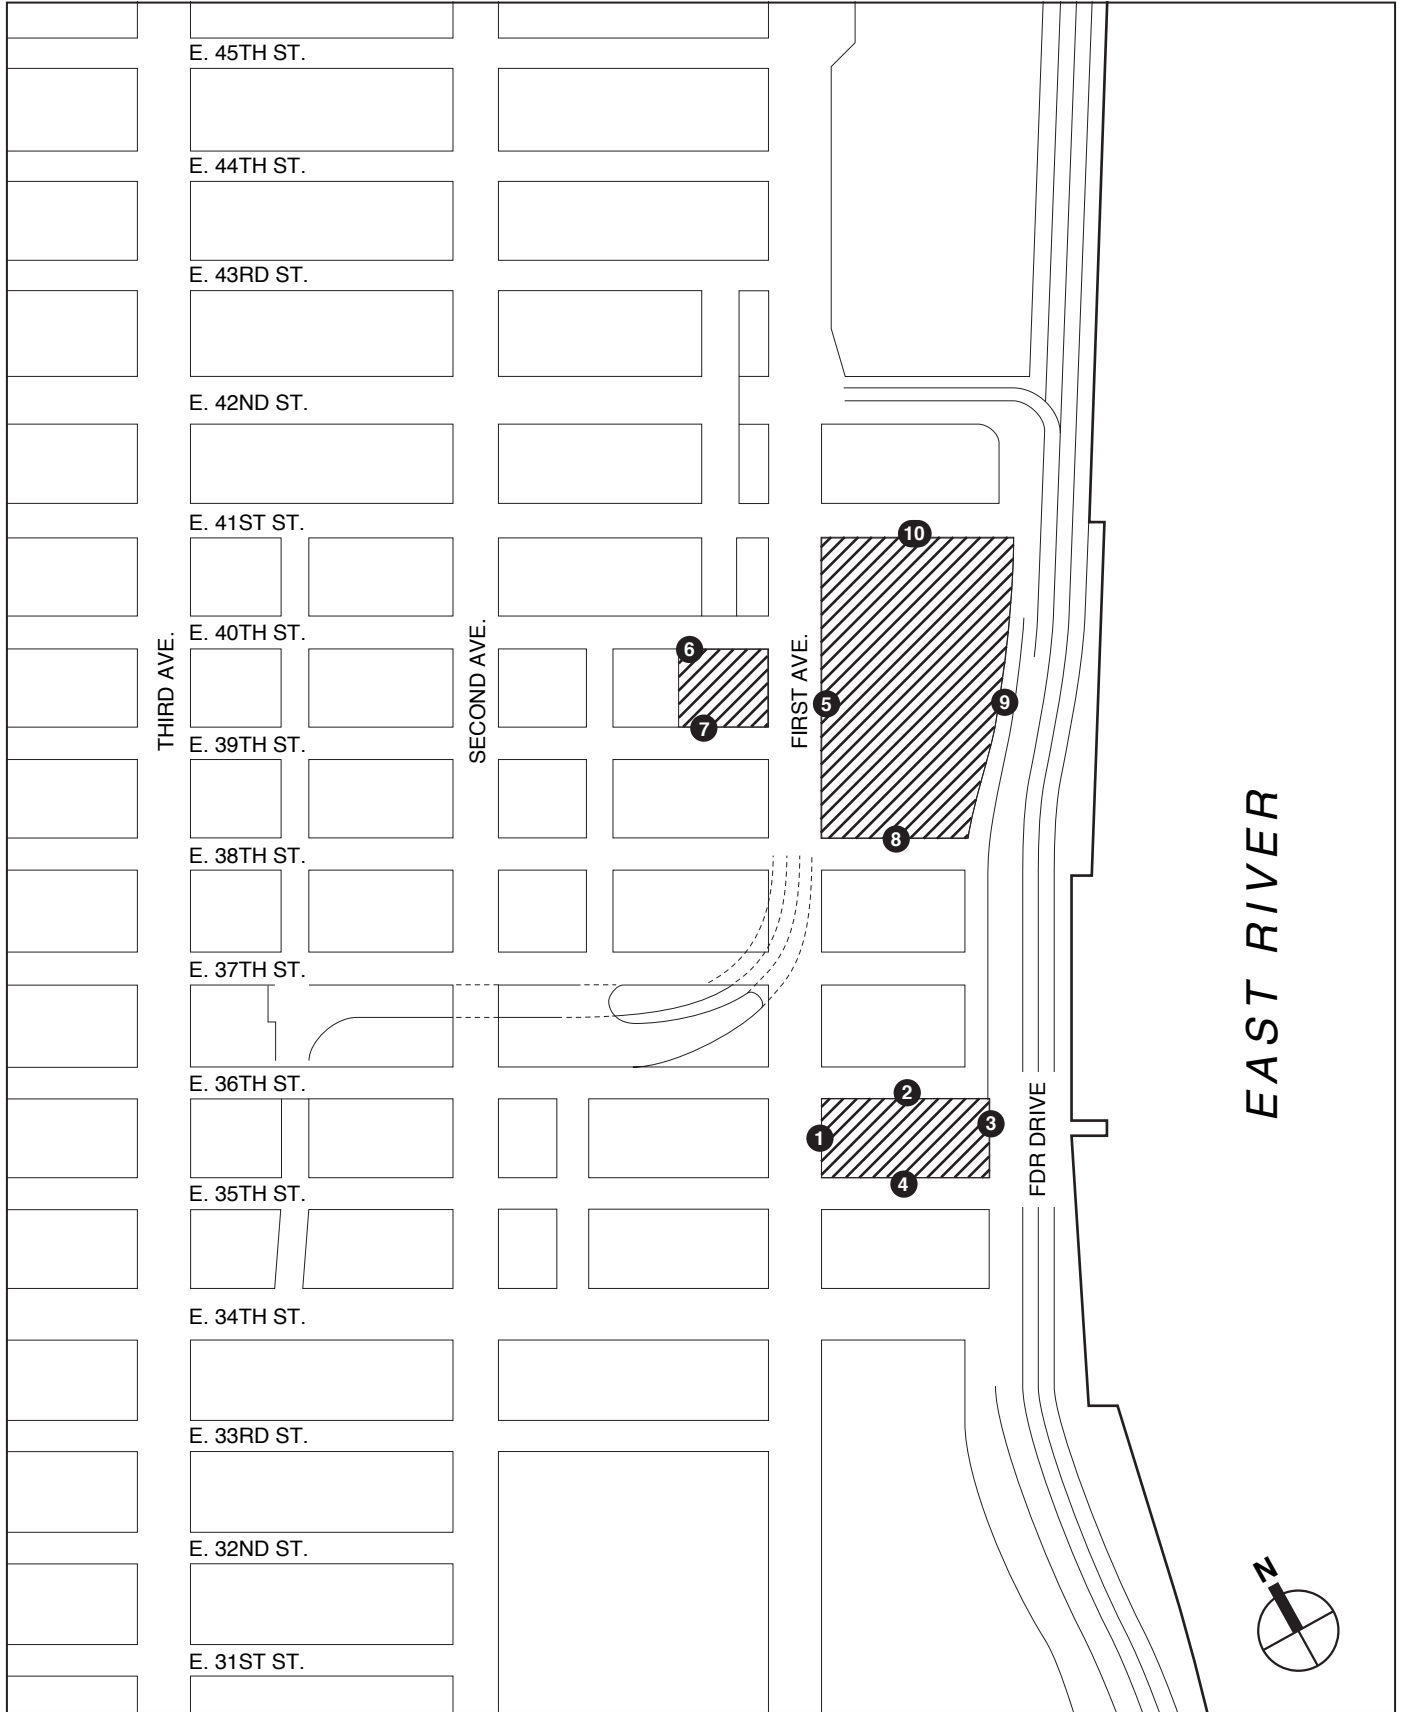 E. 45TH ST.
E. 44TH ST.
E. 43RD ST.
E. 42ND ST.
E. 41ST ST.
10
E. 40TH ST.
THIRD AVE.
SECOND AVE.
FIRST AVE.
6
5
9
7
E. 39TH ST.
8
E. 38TH ST.
EAST RIVER
E. 37TH ST.
E. 36TH ST.
2
3
1
FDR DRIVE
4
E. 35TH ST.
E. 34TH ST.
E. 33RD ST.
E. 32ND ST.
N
E. 31ST ST.